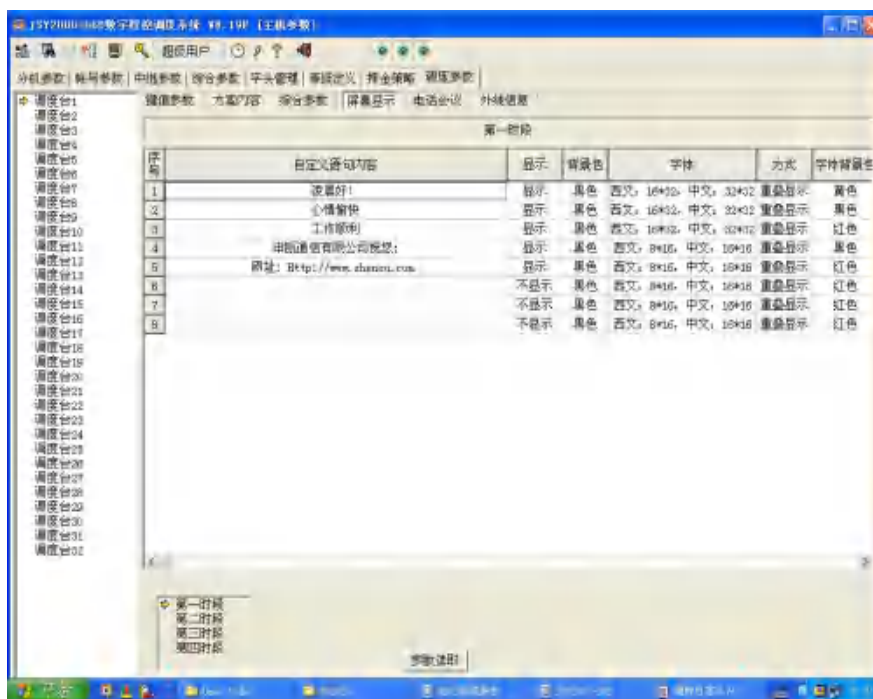 JSY2000 数字程控调度系统 V8.19F [主机参数]
超级用户
分机参数 帐号参数 中继参数 综合参数 字头管理 等级定义 押金策略 调度参数
键值参数 方案内容 综合参数 屏幕显示 电话会议 外线信息
第一时段
序号 自定义语句内容 显示 背景色 字体 方式 字体背景色
1 凌晨好! 显示 黑色 西文:16*32,中文:32*32 重叠显示 黄色
2 心情愉快 显示 黑色 西文:16*32,中文:32*32 重叠显示
3 工作顺利 显示 黑色 西文:16*32,中文:32*32 重叠显示 红色
4 申瓯通信有限公司祝您: 显示 黑色 西文:8*16,中文:16*16 重叠显示
5 网址: Http://www. 显示 黑色 西文:8*16,中文:16*16 重叠显示 红色
6 不显示 黑色 西文:8*16,中文:16*16 重叠显示 红色
7 不显示 黑色 西文:8*16,中文:16*16 重叠显示 红色
8 不显示 黑色 西文:8*16,中文:16*16 重叠显示 红色
调度台1
调度台2
调度台3
调度台4
调度台5
调度台6
调度台7
调度台8
调度台9
调度台10
调度台11
调度台12
调度台13
调度台14
调度台15
调度台16
调度台17
调度台18
调度台19
调度台20
调度台21
调度台22
调度台23
调度台24
调度台25
调度台26
调度台27
调度台28
调度台29
调度台30
调度台31
调度台32
第一时段
第二时段
第三时段
第四时段
参数读取
开始